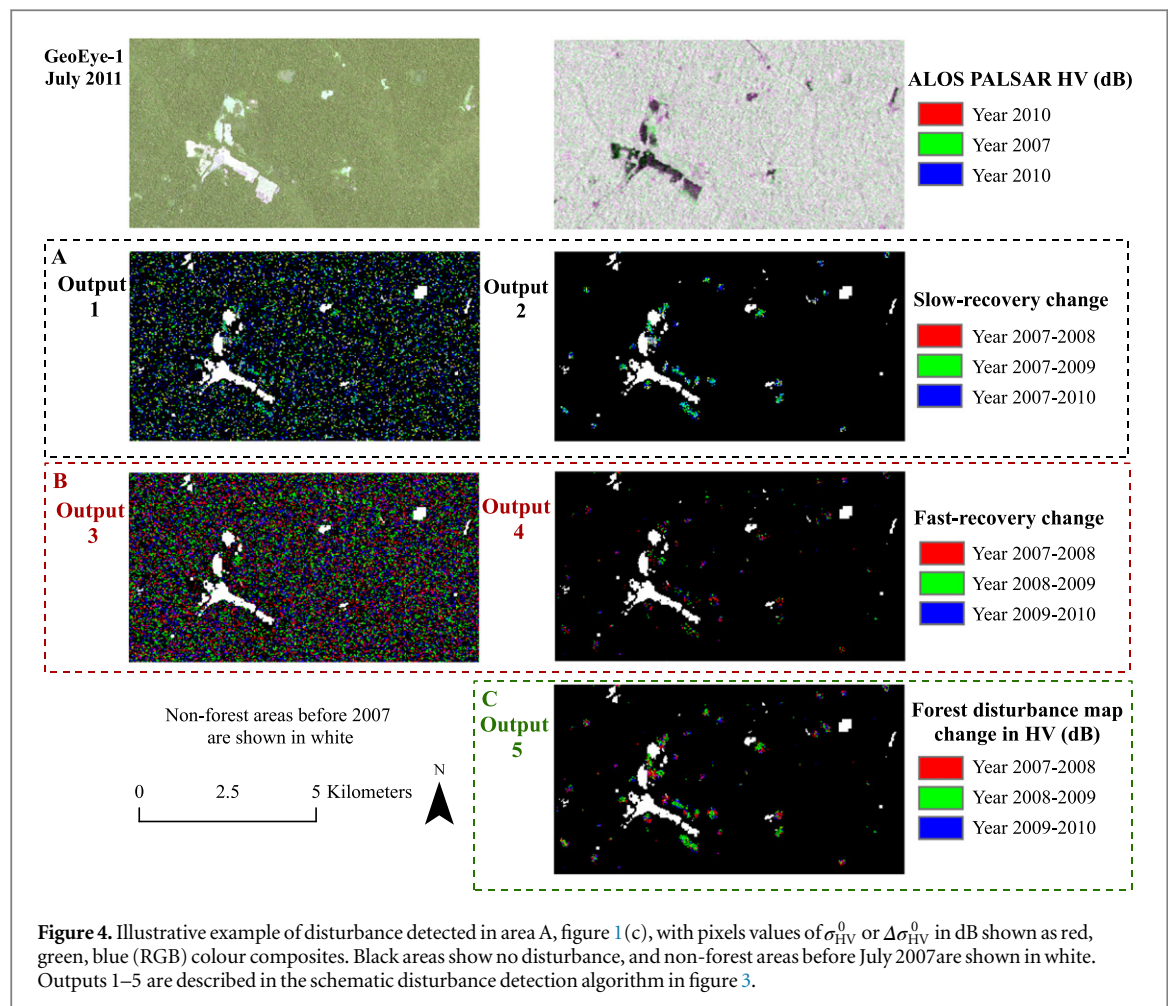 GeoEye-1
July 2011
ALOS PALSAR HV (dB)
Year 2010
Year 2007
Year 2010
A
Output
1
Output
2
Slow-recovery change
Year 2007-2008
Year 2007-2009
Year 2007-2010
B
Output
3
Output
4
Fast-recovery change
Year 2007-2008
Year 2008-2009
Year 2009-2010
C
Output
5
Forest disturbance map
change in HV (dB)
Year 2007-2008
Year 2008-2009
Year 2009-2010
Non-forest areas before 2007
are shown in white
N
0 2.5 5 Kilometers
Figure 4. Illustrative example of disturbance detected in area A, figure 1(c), with pixels values of σ⁰HV or Δσ⁰HV in dB shown as red,
green, blue (RGB) colour composites. Black areas show no disturbance, and non-forest areas before July 2007are shown in white.
Outputs 1–5 are described in the schematic disturbance detection algorithm in figure 3.